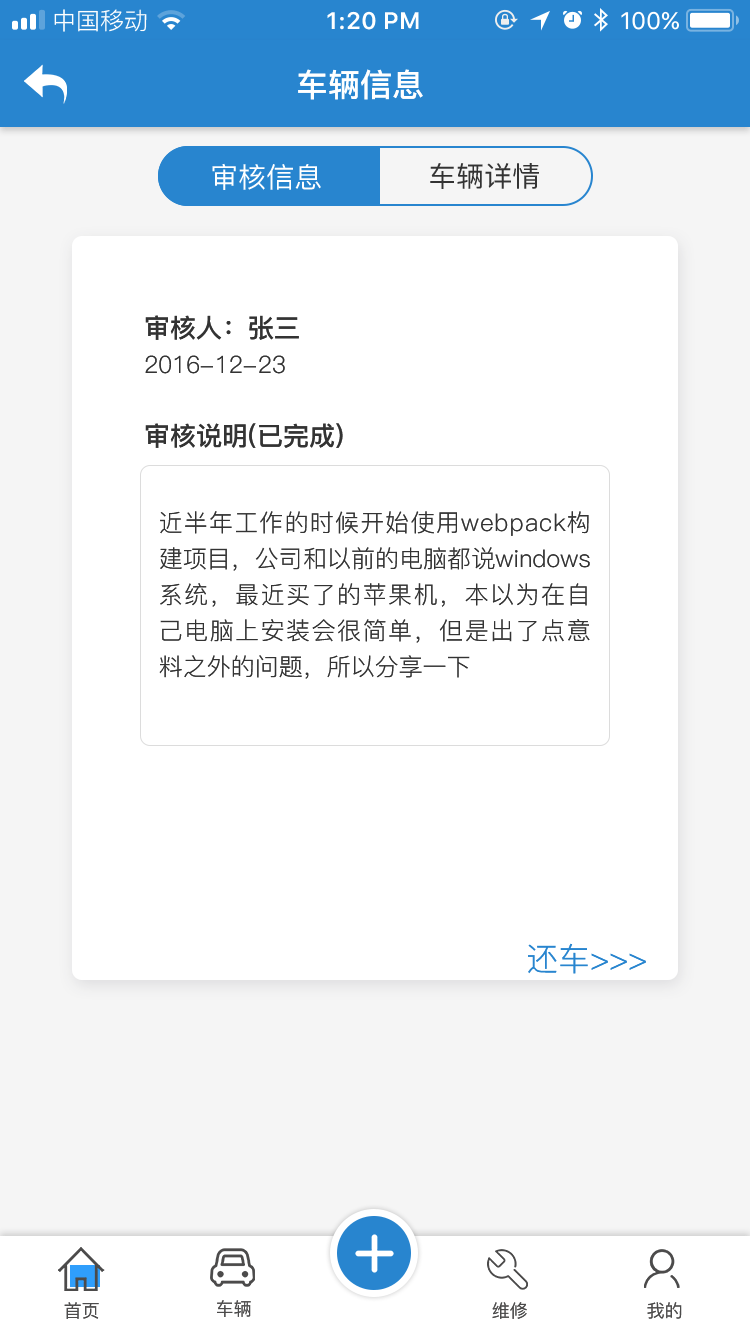 中国移动 1:20 PM 100%
车辆信息
审核信息 车辆详情
审核人：张三
2016-12-23
审核说明(已完成)
近半年工作的时候开始使用webpack构
建项目，公司和以前的电脑都说windows
系统，最近买了的苹果机，本以为在自
己电脑上安装会很简单，但是出了点意
料之外的问题，所以分享一下
还车>>>
首页 车辆 维修 我的